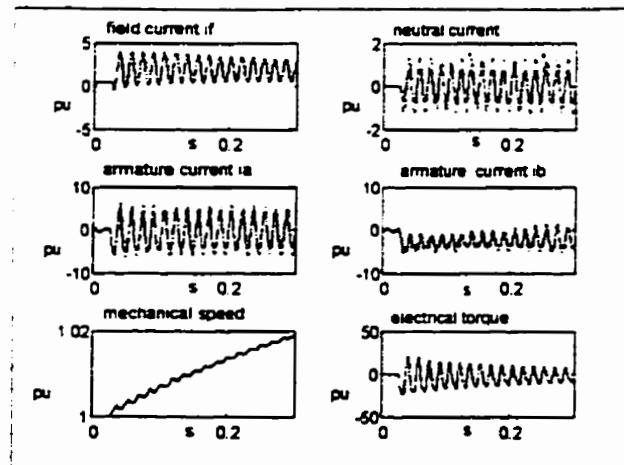 field current if
neutral current
5
0
-5
pu
0
s
0.2
2
0
-2
pu
0
s
0.2
armature current ia
armature current ib
10
0
-10
pu
0
s
0.2
10
0
-10
pu
0
s
0.2
mechanical speed
electrical torque
1 02
1
pu
0
s
0.2
50
0
-50
pu
0
s
0.2